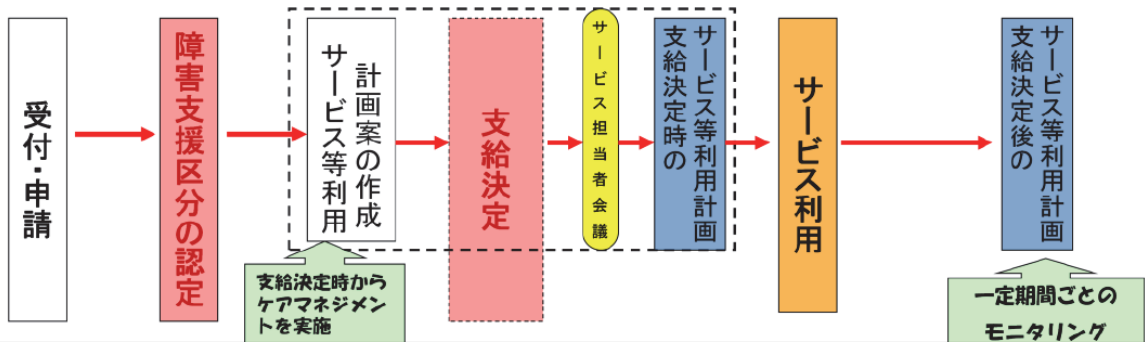 受付・申請
障害支援区分の認定
サービス等利用
計画案の作成
支給決定
サービス担当者会議
支給決定時の
サービス等利用計画
サービス利用
支給決定後の
サービス等利用計画
支給決定時から
ケアマネジメン
トを実施
一定期間ごとの
モニタリング